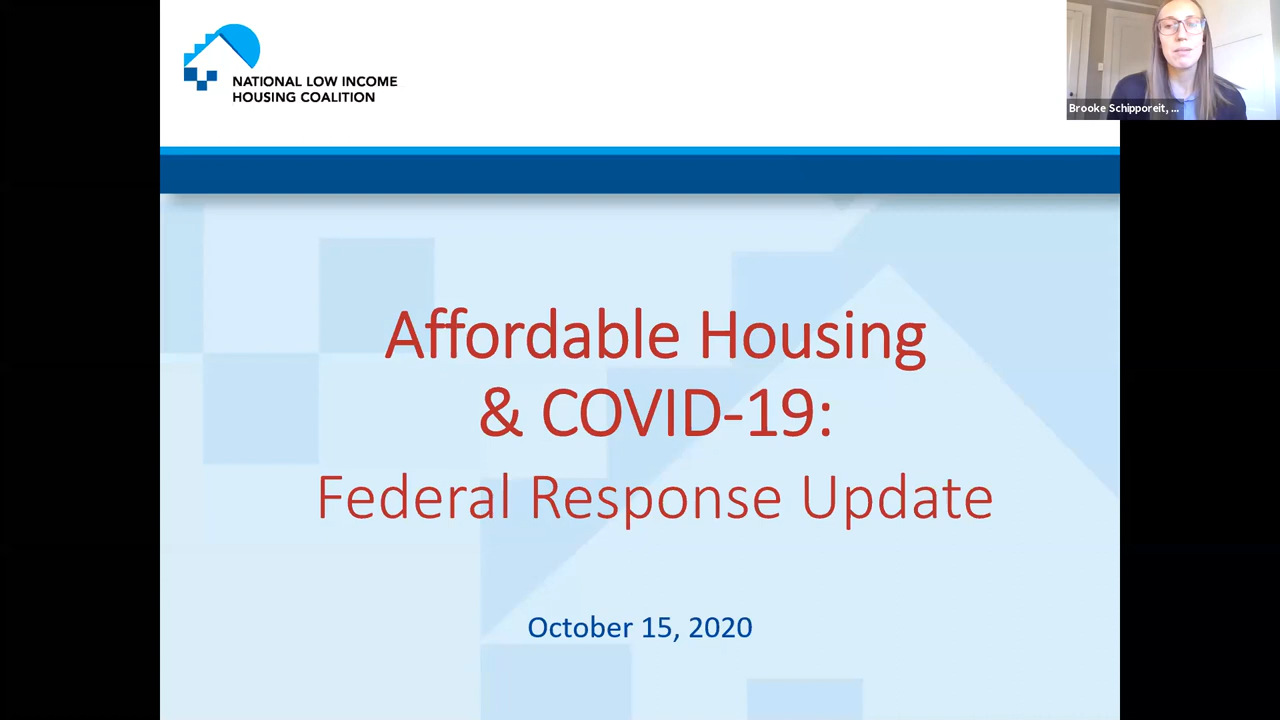 NATIONAL LOW INCOME
HOUSING COALITION
Brooke Schipporeit, ...
Affordable Housing
& COVID-19:
Federal Response Update
October 15, 2020